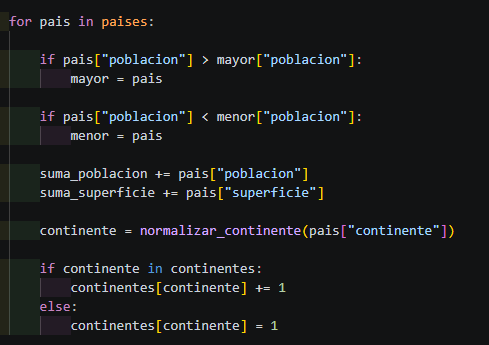 for pais in paises:
if pais["poblacion"] > mayor["poblacion"]:
mayor = pais
if pais["poblacion"] < menor["poblacion"]:
menor = pais
suma_poblacion += pais["poblacion"]
suma_superficie += pais["superficie"]
continente = normalizar_continente(pais["continente"])
if continente in continentes:
continentes[continente] += 1
else:
continentes[continente] = 1